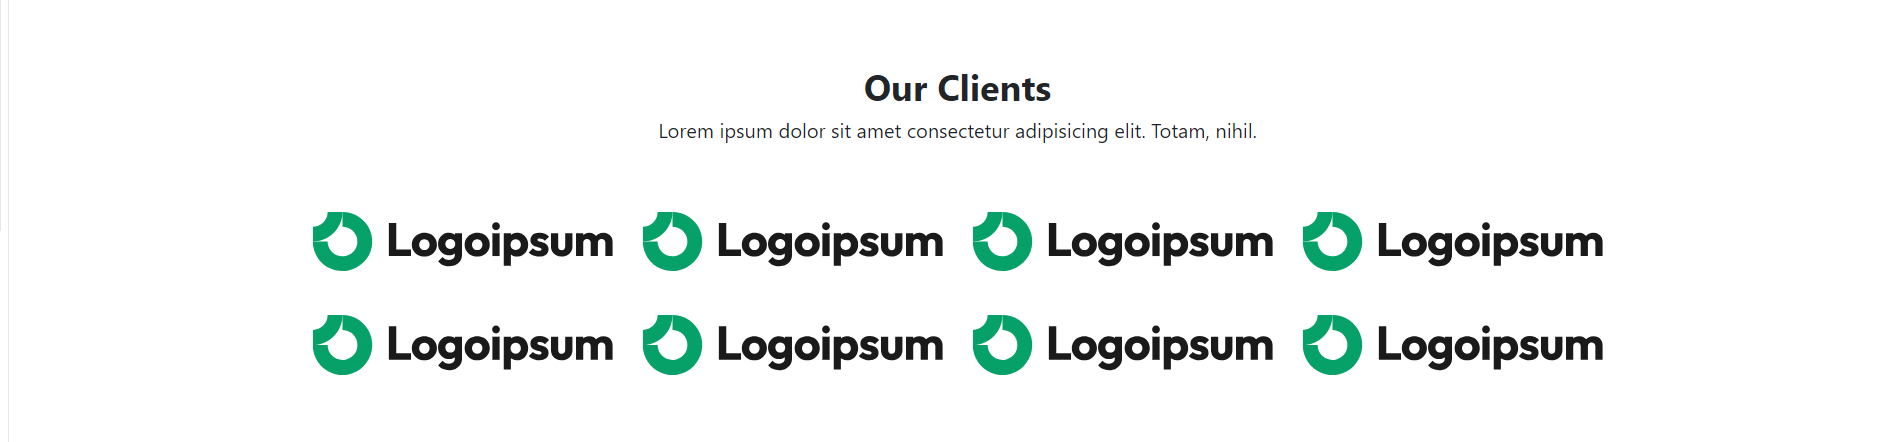 Our Clients
Lorem ipsum dolor sit amet consectetur adipisicing elit. Totam, nihil.
Logoipsum Logoipsum Logoipsum Logoipsum
Logoipsum Logoipsum Logoipsum Logoipsum